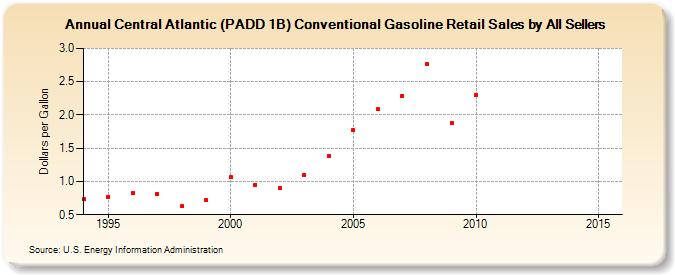 Annual Central Atlantic (PADD 1B) Conventional Gasoline Retail Sales by All Sellers
Dollars per Gallon
3.0
2.5
2.0
1.5
1.0
0.5
1995 2000 2005 2010 2015
Source: U.S. Energy Information Administration